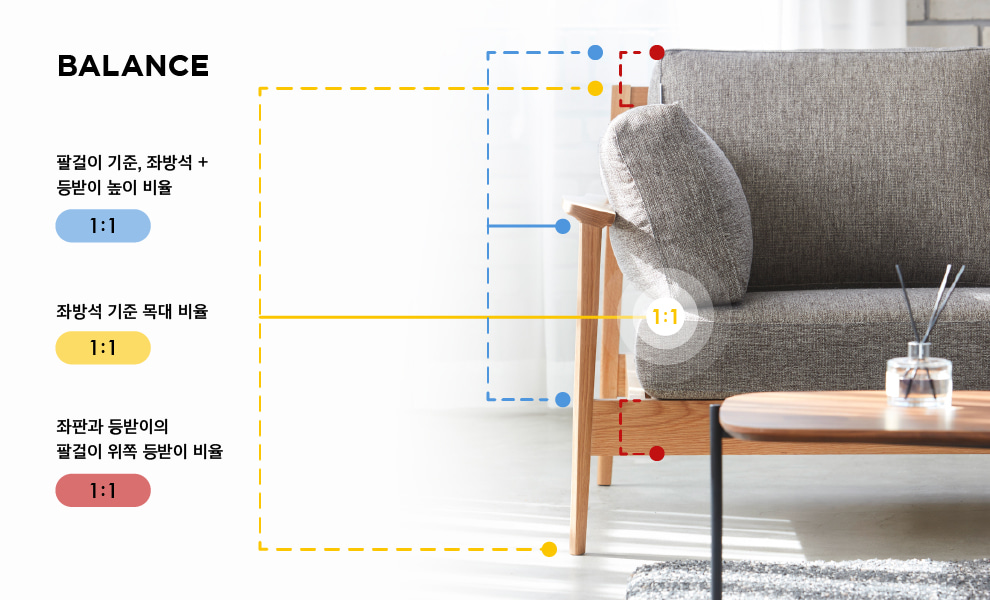 BALANCE
팔걸이 기준, 좌방석 +
등받이 높이 비율
1:1
좌방석 기준 목대 비율
1:1
1:1
좌판과 등받이의
팔걸이 위쪽 등받이 비율
1:1